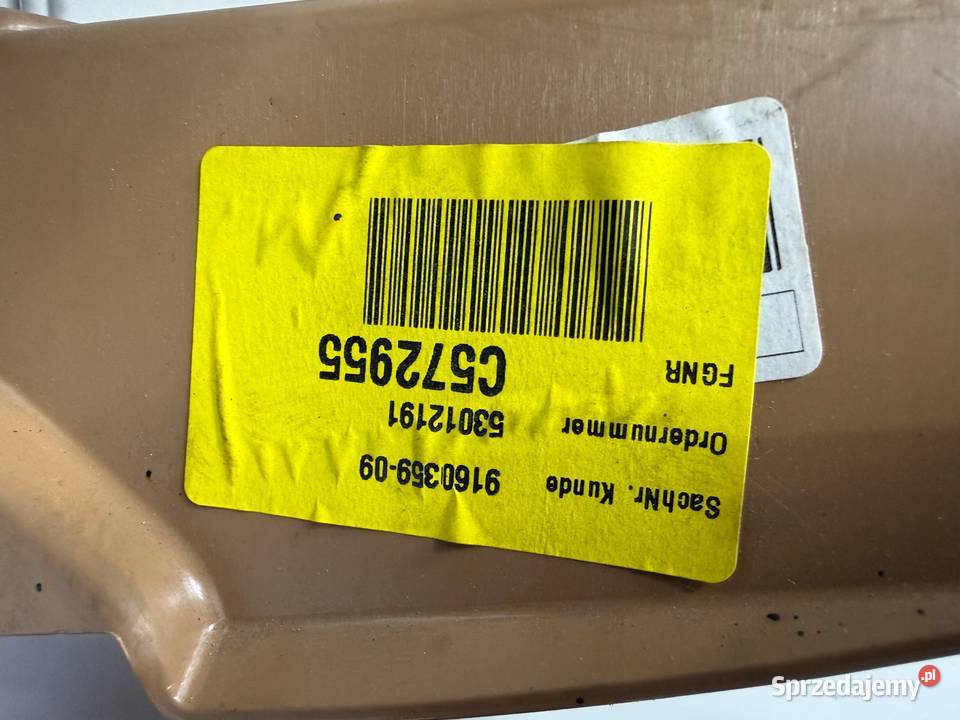 SachNr. Kunde 9160359-09
Ordernummer 53012191
FGNR C572955
Sprzedajemy.pl